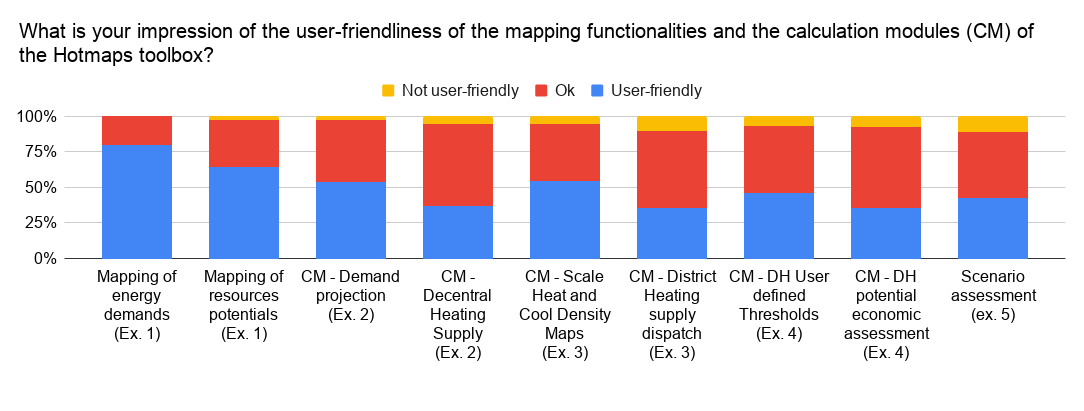 What is your impression of the user-friendliness of the mapping functionalities and the calculation modules (CM) of
the Hotmaps toolbox?
Not user-friendly Ok User-friendly
100%
75%
50%
25%
0%
Mapping of
energy
demands
(Ex. 1)
Mapping of
resources
potentials
(Ex. 1)
CM - Demand
projection
(Ex. 2)
CM -
Decentral
Heating
Supply
(Ex. 2)
CM - Scale
Heat and
Cool Density
Maps
(Ex. 3)
CM - District
Heating
supply
dispatch
(Ex. 3)
CM - DH User
defined
Thresholds
(Ex. 4)
CM - DH
potential
economic
assessment
(Ex. 4)
Scenario
assessment
(ex. 5)